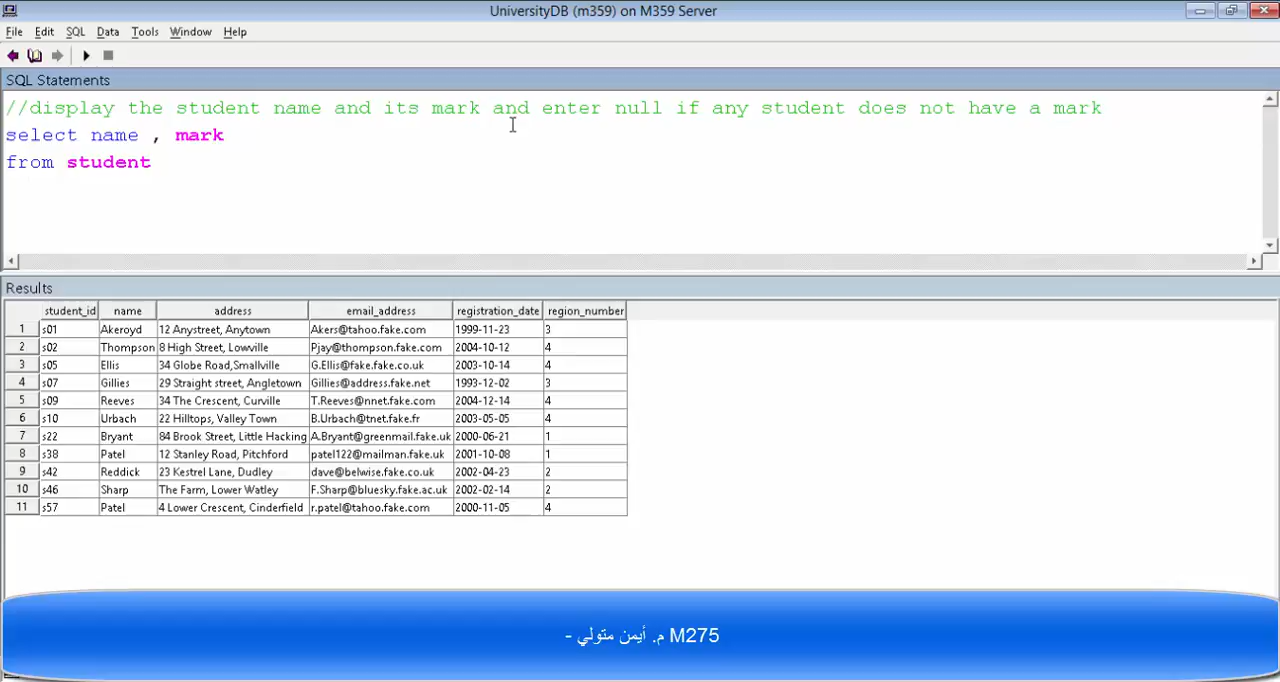 UniversityDB (m359) on M359 Server
File Edit SQL Data Tools Window Help
SQL Statements
//display the student name and its mark and enter null if any student does not have a mark
select name , mark
from student
Results
student_id name address email_address registration_date region_number
1 s01 Akeroyd 12 Anystreet, Anytown Akers@tahoo.fake.com 1999-11-23 3
2 s02 Thompson 8 High Street, Lowville Pjay@thompson.fake.com 2004-10-12 4
3 s05 Ellis 34 Globe Road,Smallville G.Ellis@fake.fake.co.uk 2003-10-14 4
4 s07 Gillies 29 Straight street, Angletown Gillies@address.fake.net 1993-12-02 3
5 s09 Reeves 34 The Crescent, Curville T.Reeves@nnet.fake.com 2004-12-14 4
6 s10 Urbach 22 Hilltops, Valley Town B.Urbach@tnet.fake.fr 2003-05-05 4
7 s22 Bryant 84 Brook Street, Little Hacking A.Bryant@greenmail.fake.uk 2000-06-21 1
8 s38 Patel 12 Stanley Road, Pitchford patel122@mailman.fake.uk 2001-10-08 1
9 s42 Reddick 23 Kestrel Lane, Dudley dave@belwise.fake.co.uk 2002-04-23 2
10 s46 Sharp The Farm, Lower Watley F.Sharp@bluesky.fake.ac.uk 2002-02-14 2
11 s57 Patel 4 Lower Crescent, Cinderfield r.patel@tahoo.fake.com 2000-11-05 4
M275 م. أيمن متولي -